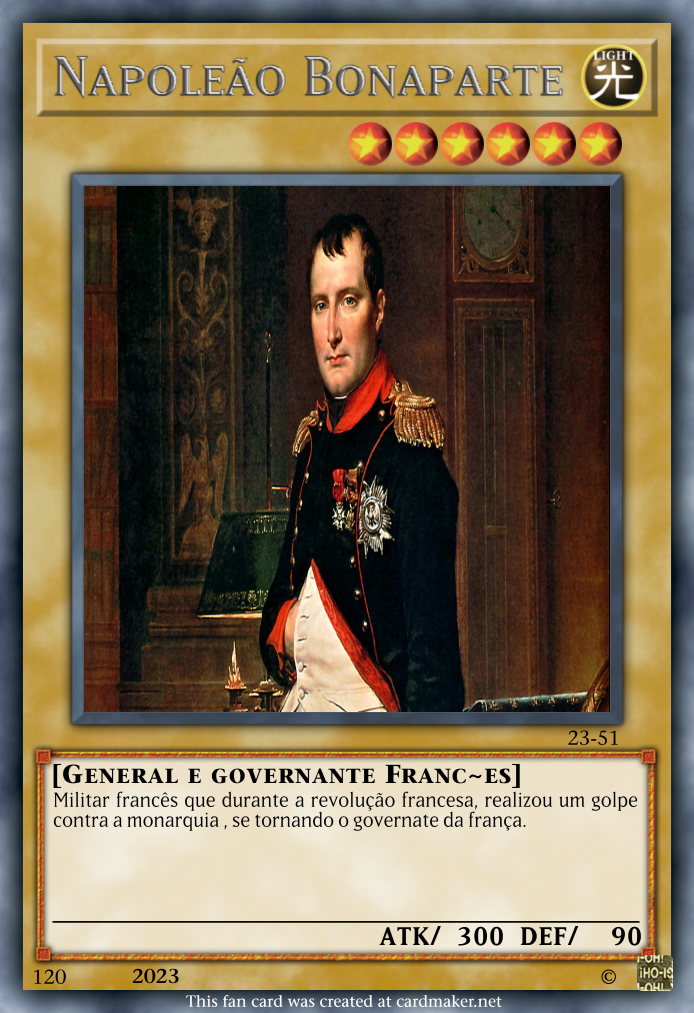 Napoleão Bonaparte
LIGHT
光
23-51
[General e governante Franc~es]
Militar francês que durante a revolução francesa, realizou um golpe
contra a monarquia , se tornando o governate da frança.
ATK/ 300 DEF/ 90
120 2023 ©
This fan card was created at cardmaker.net